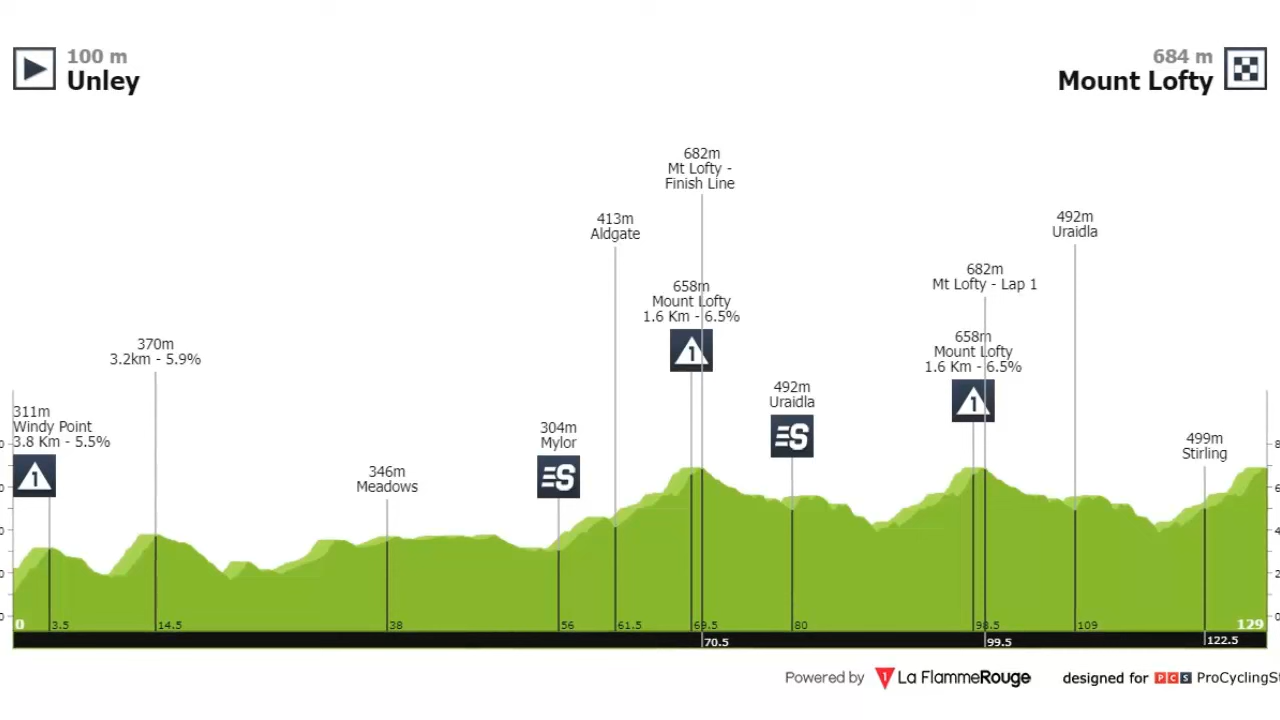 100 m
Unley
684 m
Mount Lofty
682m
Mt Lofty -
Finish Line
413m
Aldgate
492m
Uraidla
682m
Mt Lofty - Lap 1
658m
Mount Lofty
1.6 Km - 6.5%
1
658m
Mount Lofty
1.6 Km - 6.5%
1
370m
3.2km - 5.9%
492m
Uraidla
S
311m
Windy Point
3.8 Km - 5.5%
1
304m
Mylor
S
499m
Stirling
346m
Meadows
0 3.5 14.5 38 56 61.5 69.5 80 98.5 109 129
70.5 99.5 122.5
Powered by La FlammeRouge designed for PCS ProCyclingSt